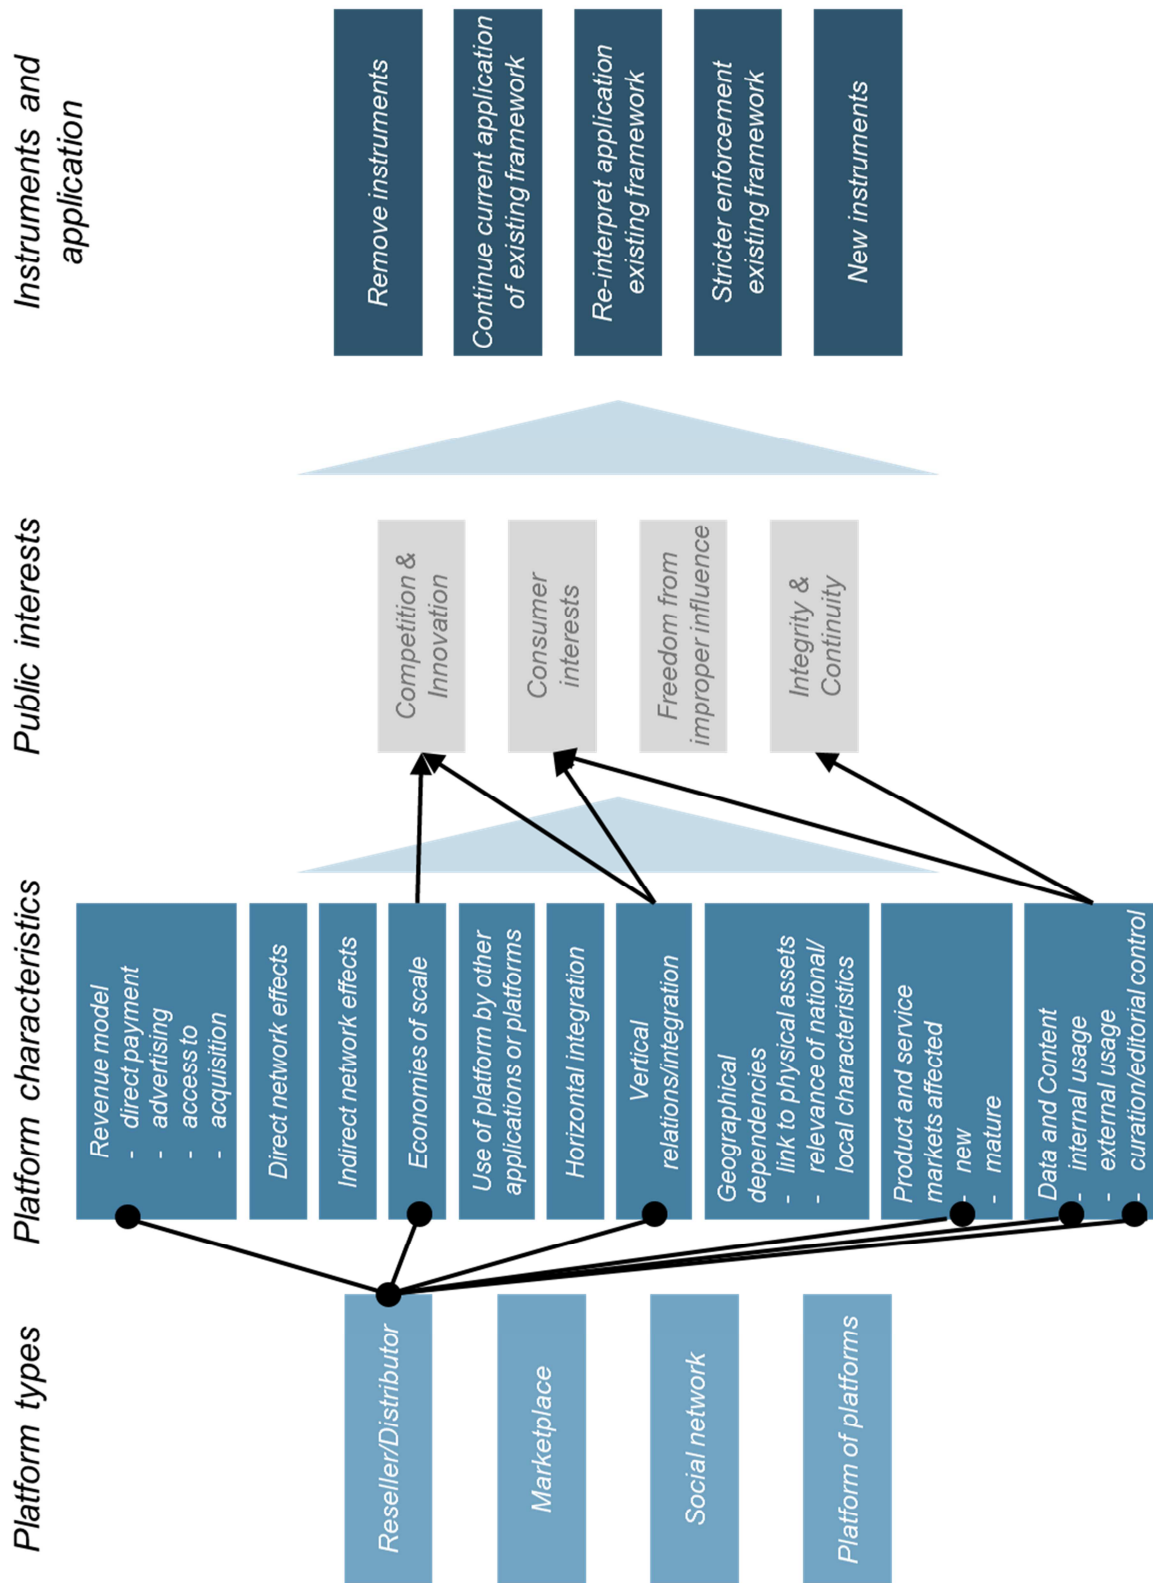 Platform types
Platform characteristics
Public interests
Instruments and
application
Reseller/Distributor
Marketplace
Social network
Platform of platforms
Revenue model
- direct payment
- advertising
- access to
- acquisition
Direct network effects
Indirect network effects
Economies of scale
Use of platform by other
applications or platforms
Horizontal integration
Vertical
relations/integration
Geographical
dependencies
- link to physical assets
- relevance of national/
local characteristics
Product and service
markets affected
- new
- mature
Data and Content
- internal usage
- external usage
- curation/editorial control
Competition &
Innovation
Consumer
interests
Freedom from
improper influence
Integrity &
Continuity
Remove instruments
Continue current application
of existing framework
Re-interpret application
existing framework
Stricter enforcement
existing framework
New instruments